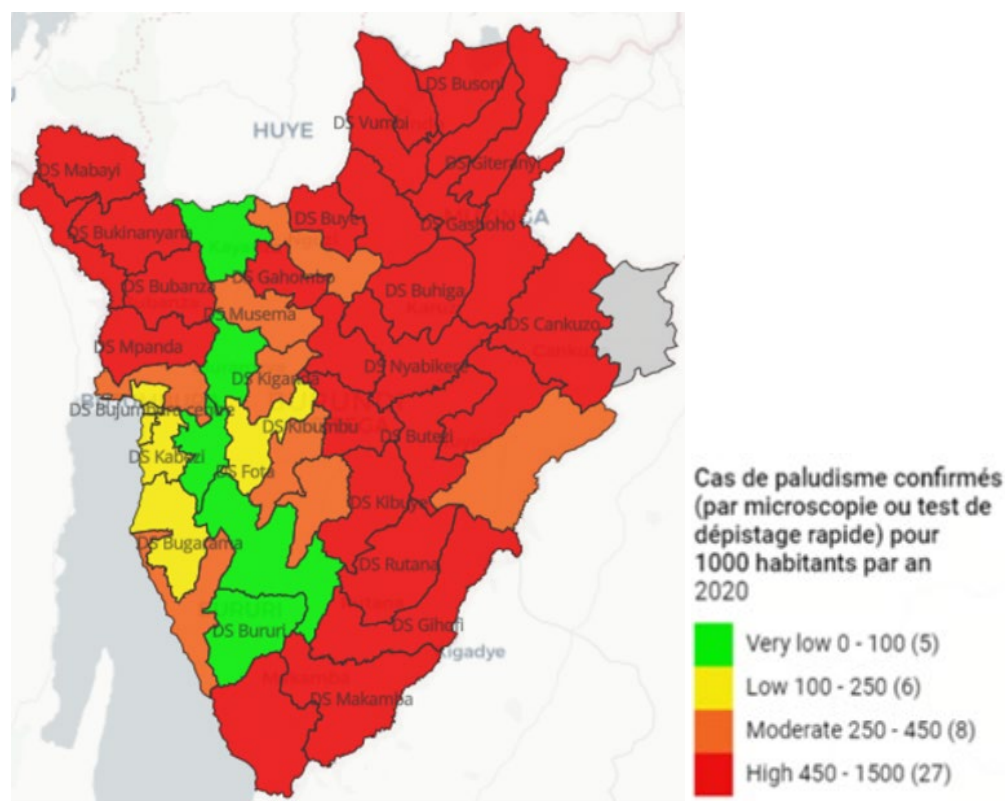 DS Busoni
HUYE
DS Vumbi
DS Mabayi
DS Giteranyi
DS Buye
DS Gashoho
DS Bukinanyana
DS Gahombo
DS Bubanza
DS Buhiga
DS Musema
DS Cankuzo
DS Mpanda
DS Nyabikere
DS Kiganda
DS Bujumbura centre
DS Kibumbu
DS Butezi
DS Kabezi
DS Fota
DS Kibuye
DS Bugarama
DS Rutana
DS Gihofi
DS Bururi
DS Makamba
Cas de paludisme confirmés
(par microscopie ou test de
dépistage rapide) pour
1000 habitants par an
2020
Very low 0 - 100 (5)
Low 100 - 250 (6)
Moderate 250 - 450 (8)
High 450 - 1500 (27)